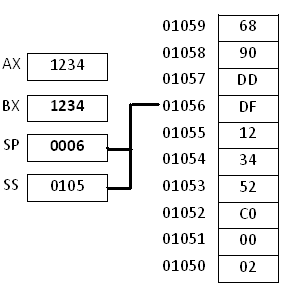 01059 68
01058 90
AX 1234 01057 DD
BX 1234 01056 DF
SP 0006 01055 12
01054 34
SS 0105 01053 52
01052 C0
01051 00
01050 02